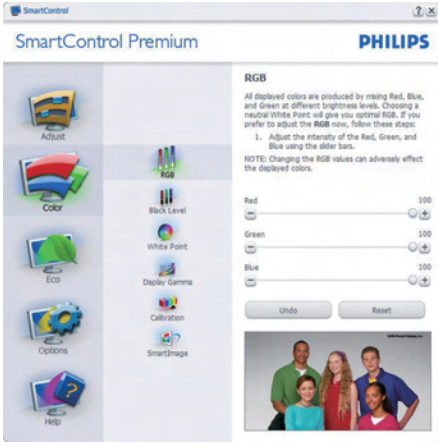 SmartControl
SmartControl Premium
PHILIPS
Adjust
Color
Eco
Options
Help
RGB
Black Level
White Point
Display Gamma
Calibration
SmartImage
RGB
All displayed colors are produced by mixing Red, Blue,
and Green at different brightness levels. Choosing a
neutral White Point will give you optimal RGB. If you
prefer to adjust the RGB now, follow these steps:
1. Adjust the intensity of the Red, Green, and
Blue using the slider bars.
NOTE: Changing the RGB values can adversely effect
the displayed colors.
Red 100
Green 100
Blue 100
Undo Reset